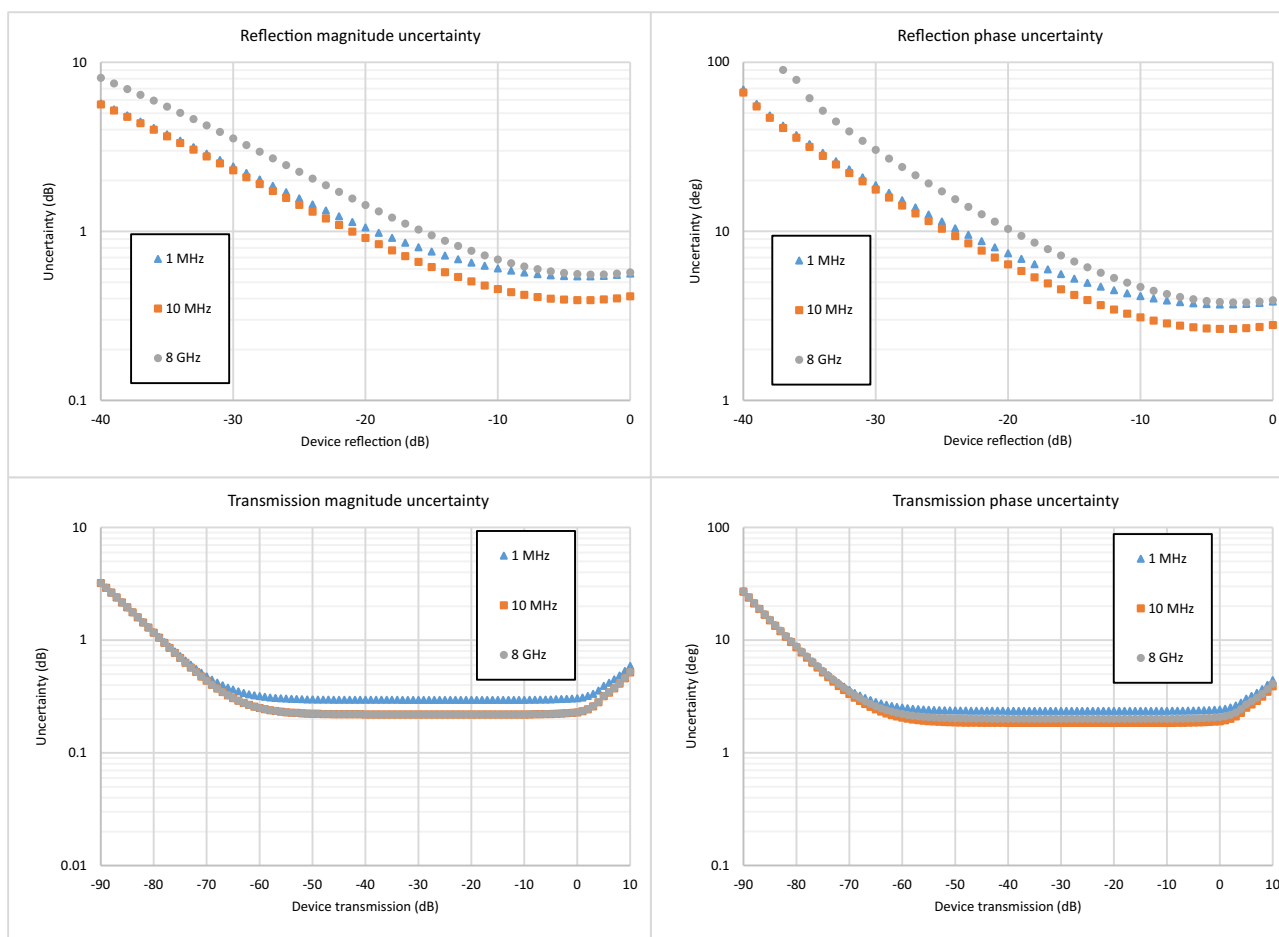 Reflection magnitude uncertainty
10
1
0.1
Uncertainty (dB)
1 MHz
10 MHz
8 GHz
-40
-30
-20
-10
0
Device reflection (dB)
Reflection phase uncertainty
100
10
1
Uncertainty (deg)
1 MHz
10 MHz
8 GHz
-40
-30
-20
-10
0
Device reflection (dB)
Transmission magnitude uncertainty
10
1
0.1
0.01
Uncertainty (dB)
1 MHz
10 MHz
8 GHz
-90
-80
-70
-60
-50
-40
-30
-20
-10
0
10
Device transmission (dB)
Transmission phase uncertainty
100
10
1
0.1
Uncertainty (deg)
1 MHz
10 MHz
8 GHz
-90
-80
-70
-60
-50
-40
-30
-20
-10
0
10
Device transmission (dB)